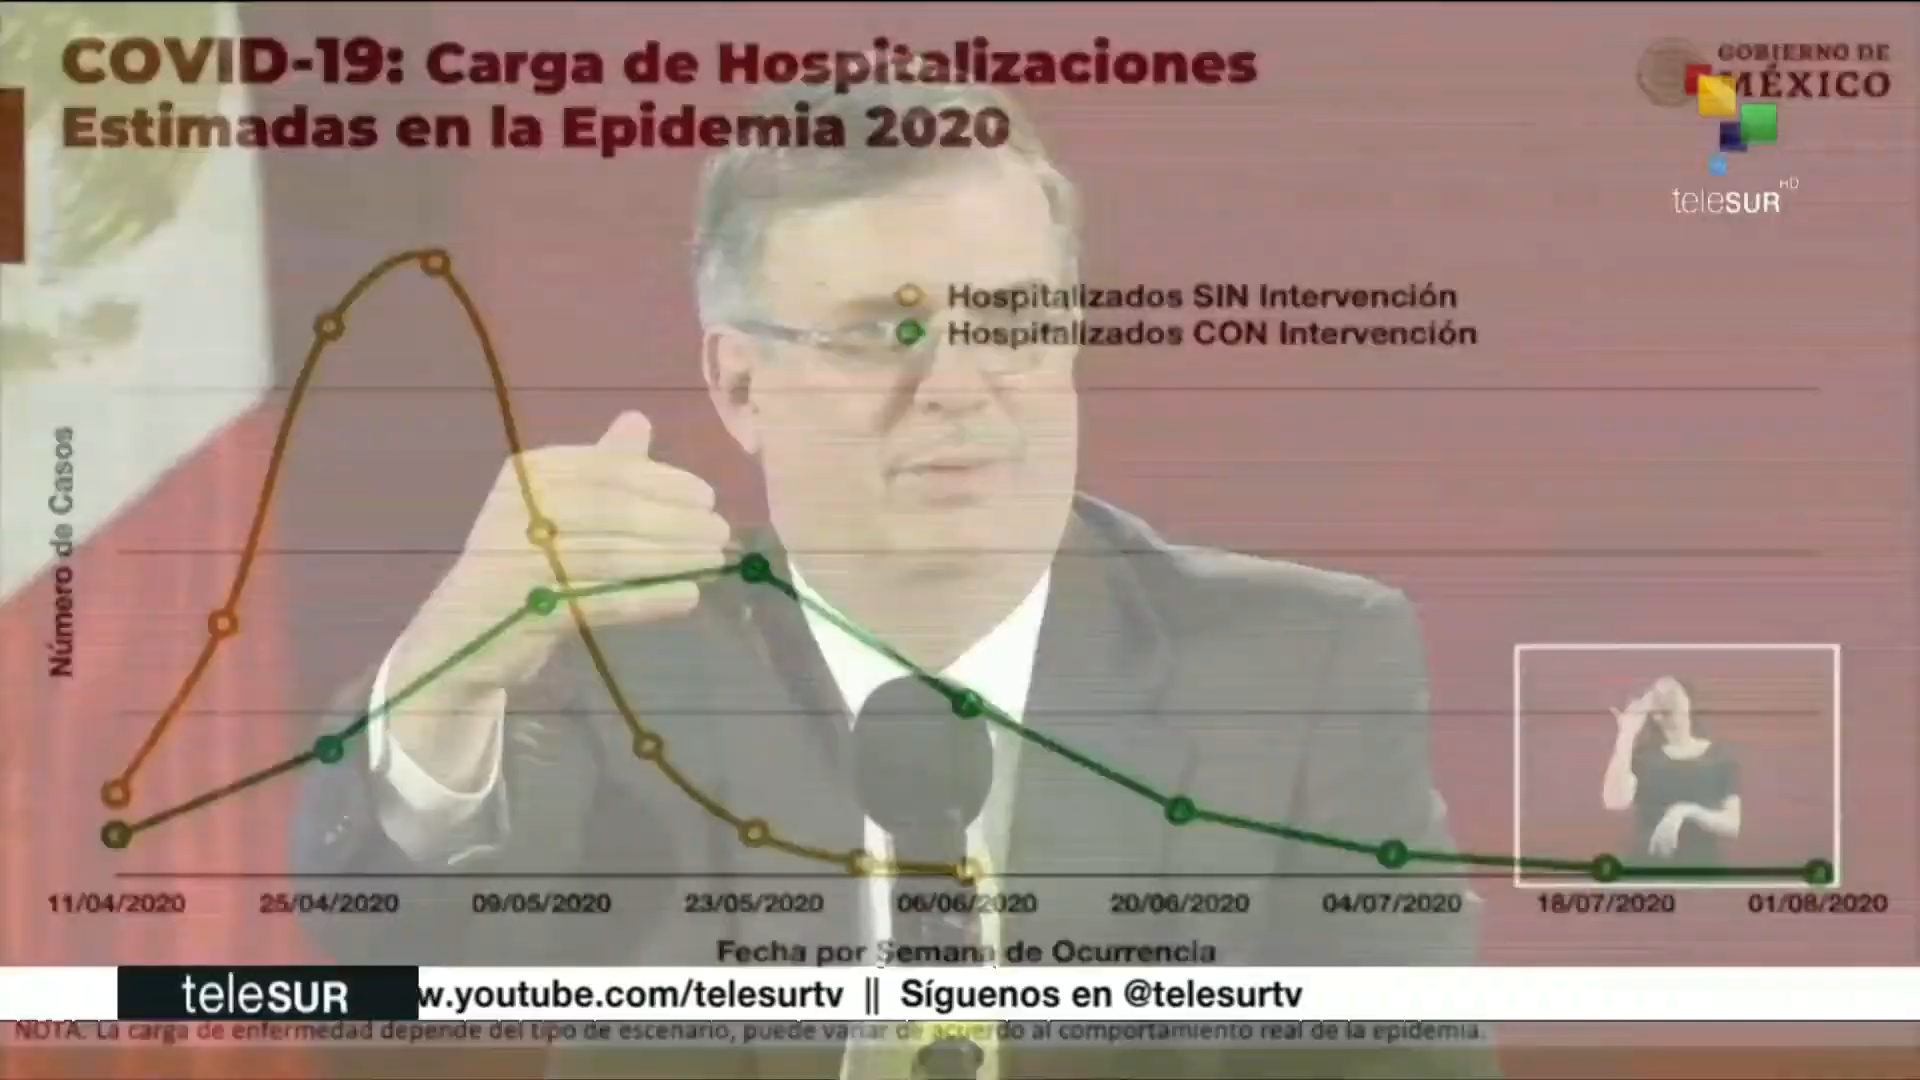 COVID-19: Carga de Hospitalizaciones
Estimadas en la Epidemia 2020
GOBIERNO DE
MÉXICO
teleSUR HD
Hospitalizados SIN Intervención
Hospitalizados CON Intervención
Número de Casos
11/04/2020 25/04/2020 09/05/2020 23/05/2020 06/06/2020 20/06/2020 04/07/2020 18/07/2020 01/08/2020
Fecha por Semana de Ocurrencia
teleSUR w.youtube.com/telesurtv || Síguenos en @telesurtv
NOTA. La carga de enfermedad depende del tipo de escenario, puede variar de acuerdo al comportamiento real de la epidemia.